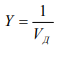 Y = 1 / V_Д